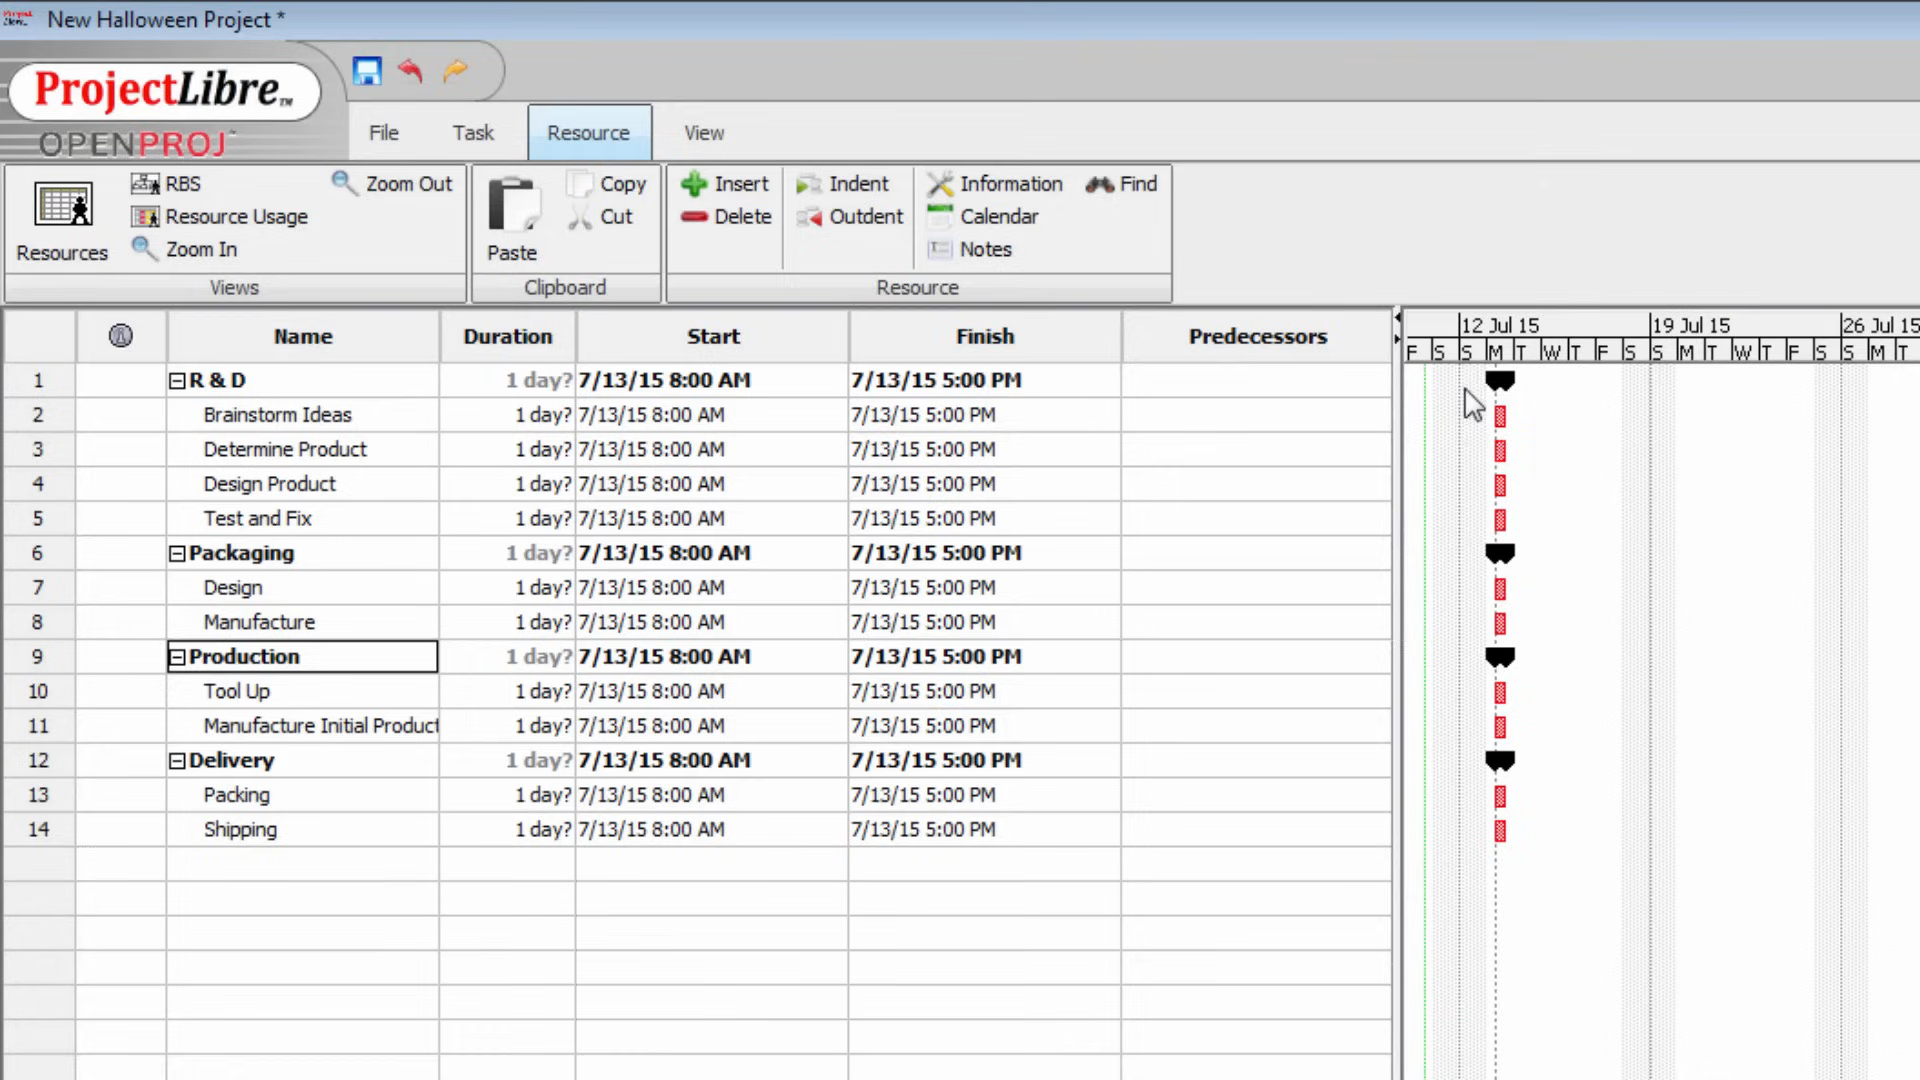 New Halloween Project *
ProjectLibre™
OPENPROJ
File Task Resource View
RBS Zoom Out Copy Insert Indent Information Find
Resource Usage Cut Delete Outdent Calendar
Resources Zoom In Paste Notes
Views Clipboard Resource
Name Duration Start Finish Predecessors
12 Jul 15 19 Jul 15 26 Jul 15
F S S M T W T F S S M T W T F S S M T
1 R & D 1 day? 7/13/15 8:00 AM 7/13/15 5:00 PM
2 Brainstorm Ideas 1 day? 7/13/15 8:00 AM 7/13/15 5:00 PM
3 Determine Product 1 day? 7/13/15 8:00 AM 7/13/15 5:00 PM
4 Design Product 1 day? 7/13/15 8:00 AM 7/13/15 5:00 PM
5 Test and Fix 1 day? 7/13/15 8:00 AM 7/13/15 5:00 PM
6 Packaging 1 day? 7/13/15 8:00 AM 7/13/15 5:00 PM
7 Design 1 day? 7/13/15 8:00 AM 7/13/15 5:00 PM
8 Manufacture 1 day? 7/13/15 8:00 AM 7/13/15 5:00 PM
9 Production 1 day? 7/13/15 8:00 AM 7/13/15 5:00 PM
10 Tool Up 1 day? 7/13/15 8:00 AM 7/13/15 5:00 PM
11 Manufacture Initial Product 1 day? 7/13/15 8:00 AM 7/13/15 5:00 PM
12 Delivery 1 day? 7/13/15 8:00 AM 7/13/15 5:00 PM
13 Packing 1 day? 7/13/15 8:00 AM 7/13/15 5:00 PM
14 Shipping 1 day? 7/13/15 8:00 AM 7/13/15 5:00 PM